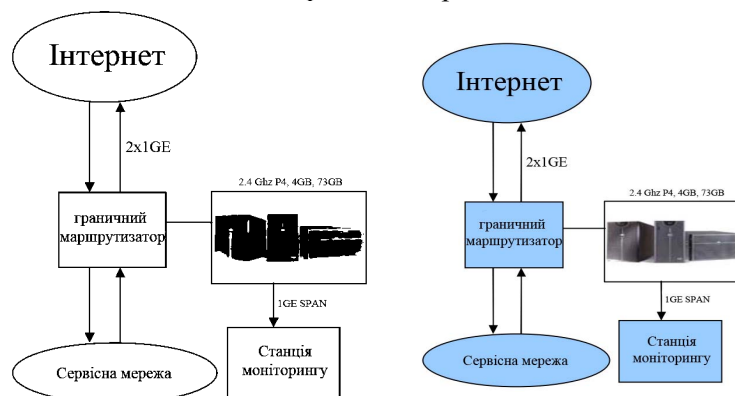 Інтернет
2x1GE
2.4 Ghz P4, 4GB, 73GB
граничний
маршрутизатор
1GE SPAN
Станція
моніторингу
Сервісна мережа
Інтернет
2x1GE
2.4 Ghz P4, 4GB, 73GB
граничний
маршрутизатор
1GE SPAN
Станція
моніторингу
Сервісна мережа